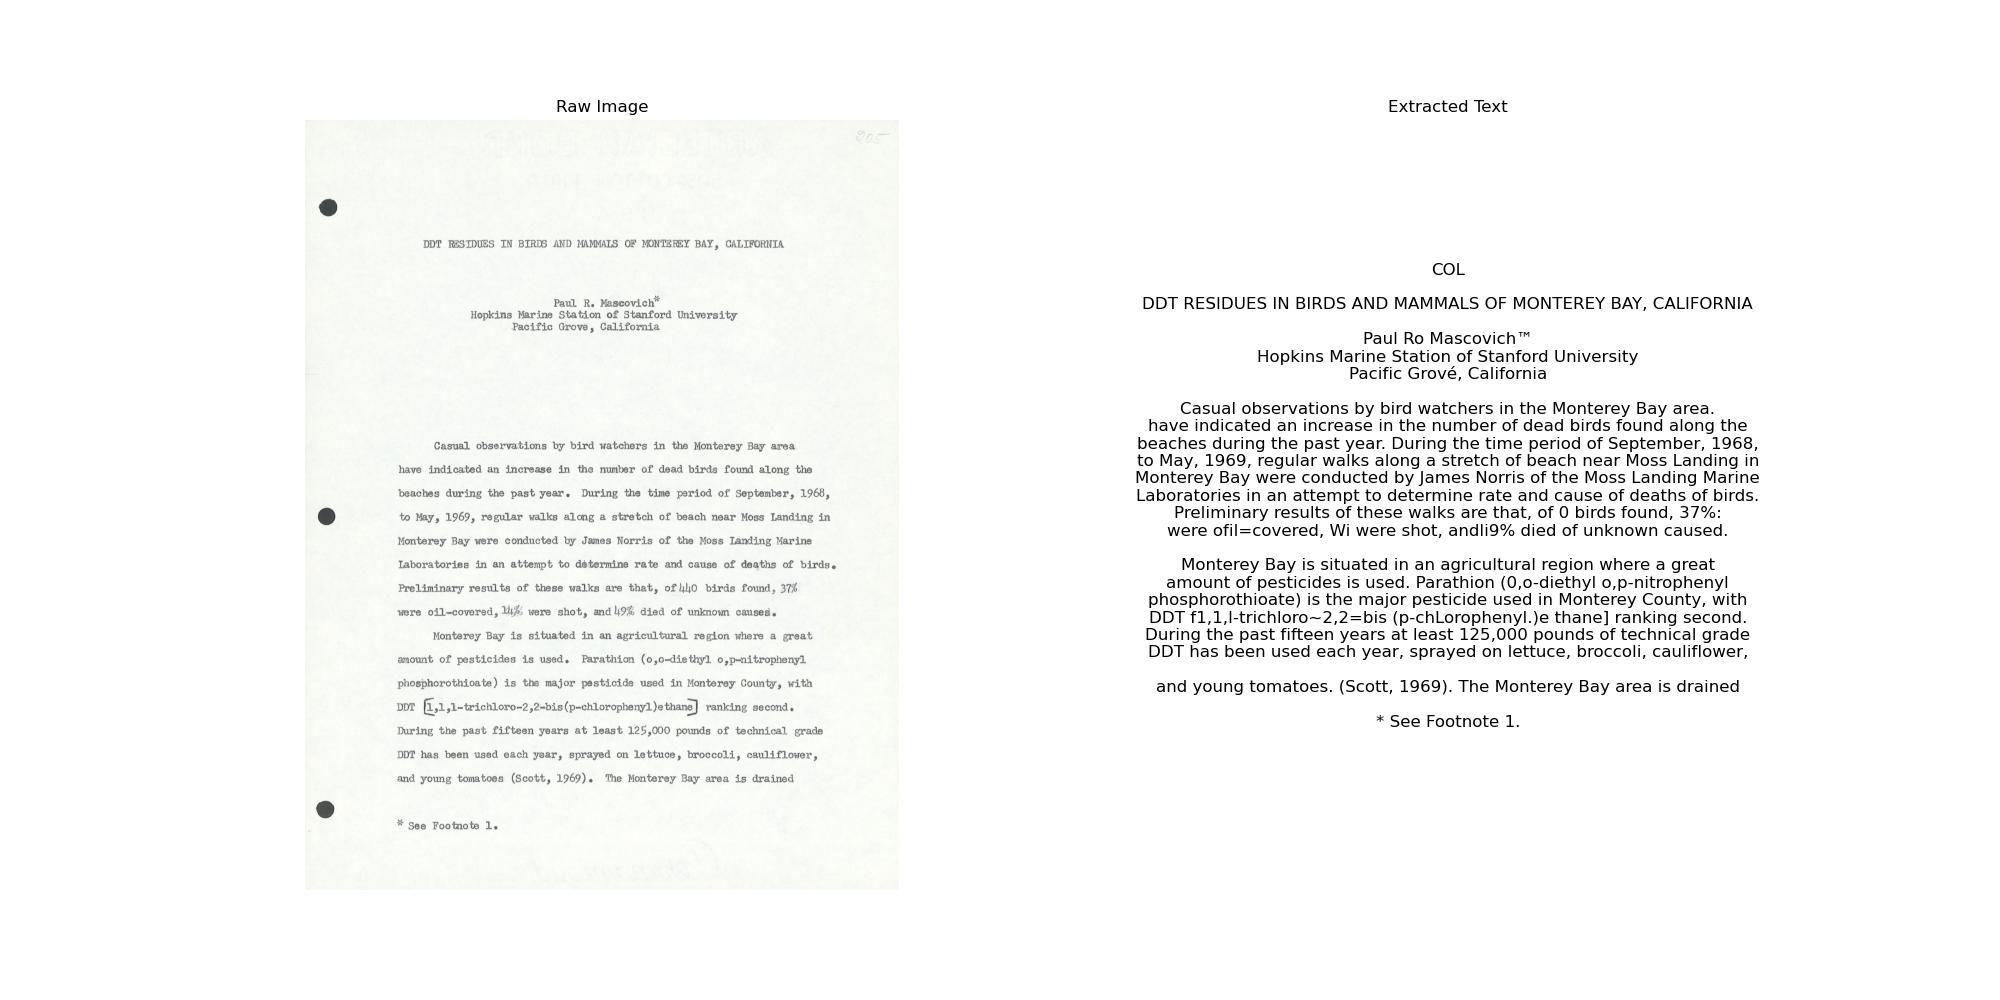 Raw Image
205
DDT RESIDUES IN BIRDS AND MAMMALS OF MONTEREY BAY, CALIFORNIA
Paul R. Mascovich*
Hopkins Marine Station of Stanford University
Pacific Grove, California
Casual observations by bird watchers in the Monterey Bay area
have indicated an increase in the number of dead birds found along the
beaches during the past year. During the time period of September, 1968,
to May, 1969, regular walks along a stretch of beach near Moss Landing in
Monterey Bay were conducted by James Norris of the Moss Landing Marine
Laboratories in an attempt to determine rate and cause of deaths of birds.
Preliminary results of these walks are that, of 440 birds found, 37%
were oil-covered, 14% were shot, and 49% died of unknown causes.
Monterey Bay is situated in an agricultural region where a great
amount of pesticides is used. Parathion (o,o-diethyl o,p-nitrophenyl
phosphorothioate) is the major pesticide used in Monterey County, with
DDT [1,1,1-trichloro-2,2-bis(p-chlorophenyl)ethane] ranking second.
During the past fifteen years at least 125,000 pounds of technical grade
DDT has been used each year, sprayed on lettuce, broccoli, cauliflower,
and young tomatoes (Scott, 1969). The Monterey Bay area is drained
* See Footnote 1.
Extracted Text
COL
DDT RESIDUES IN BIRDS AND MAMMALS OF MONTEREY BAY, CALIFORNIA
Paul Ro Mascovich™
Hopkins Marine Station of Stanford University
Pacific Grové, California
Casual observations by bird watchers in the Monterey Bay area.
have indicated an increase in the number of dead birds found along the
beaches during the past year. During the time period of September, 1968,
to May, 1969, regular walks along a stretch of beach near Moss Landing in
Monterey Bay were conducted by James Norris of the Moss Landing Marine
Laboratories in an attempt to determine rate and cause of deaths of birds.
Preliminary results of these walks are that, of 0 birds found, 37%:
were ofil=covered, Wi were shot, andli9% died of unknown caused.
Monterey Bay is situated in an agricultural region where a great
amount of pesticides is used. Parathion (0,o-diethyl o,p-nitrophenyl
phosphorothioate) is the major pesticide used in Monterey County, with
DDT f1,1,l-trichloro~2,2=bis (p-chLorophenyl.)e thane] ranking second.
During the past fifteen years at least 125,000 pounds of technical grade
DDT has been used each year, sprayed on lettuce, broccoli, cauliflower,
and young tomatoes. (Scott, 1969). The Monterey Bay area is drained
* See Footnote 1.